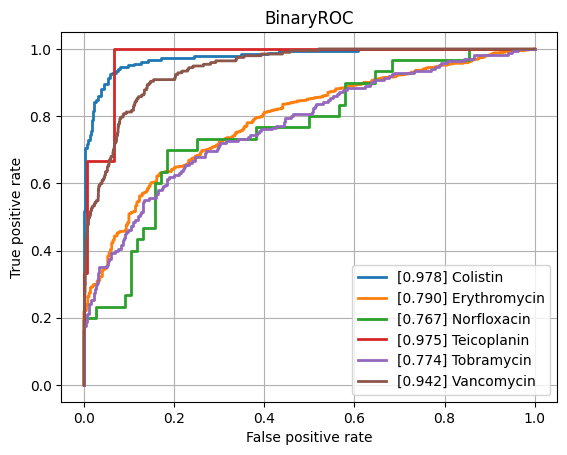 BinaryROC
True positive rate
1.0
0.8
0.6
0.4
0.2
0.0
[0.978] Colistin
[0.790] Erythromycin
[0.767] Norfloxacin
[0.975] Teicoplanin
[0.774] Tobramycin
[0.942] Vancomycin
0.0 0.2 0.4 0.6 0.8 1.0
False positive rate